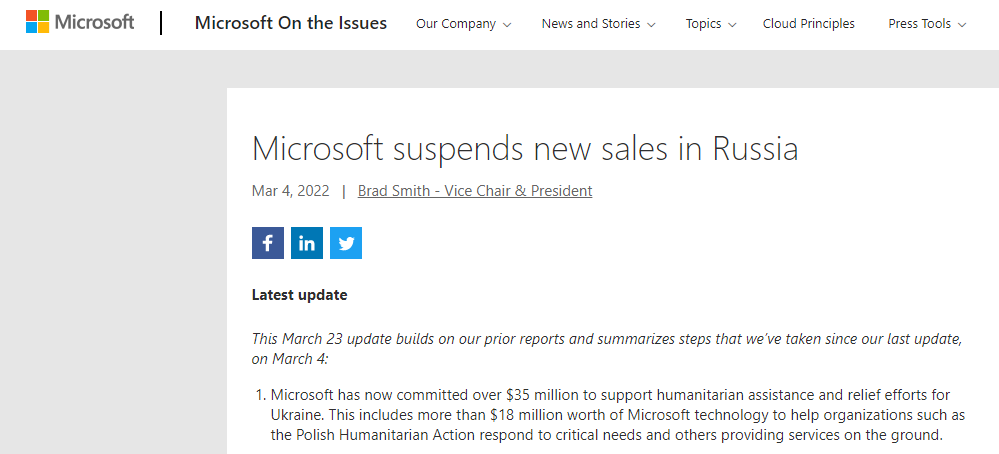 Microsoft | Microsoft On the Issues Our Company News and Stories Topics Cloud Principles Press Tools
Microsoft suspends new sales in Russia
Mar 4, 2022 | Brad Smith - Vice Chair & President
f in
Latest update
This March 23 update builds on our prior reports and summarizes steps that we've taken since our last update,
on March 4:
1. Microsoft has now committed over $35 million to support humanitarian assistance and relief efforts for
Ukraine. This includes more than $18 million worth of Microsoft technology to help organizations such as
the Polish Humanitarian Action respond to critical needs and others providing services on the ground.